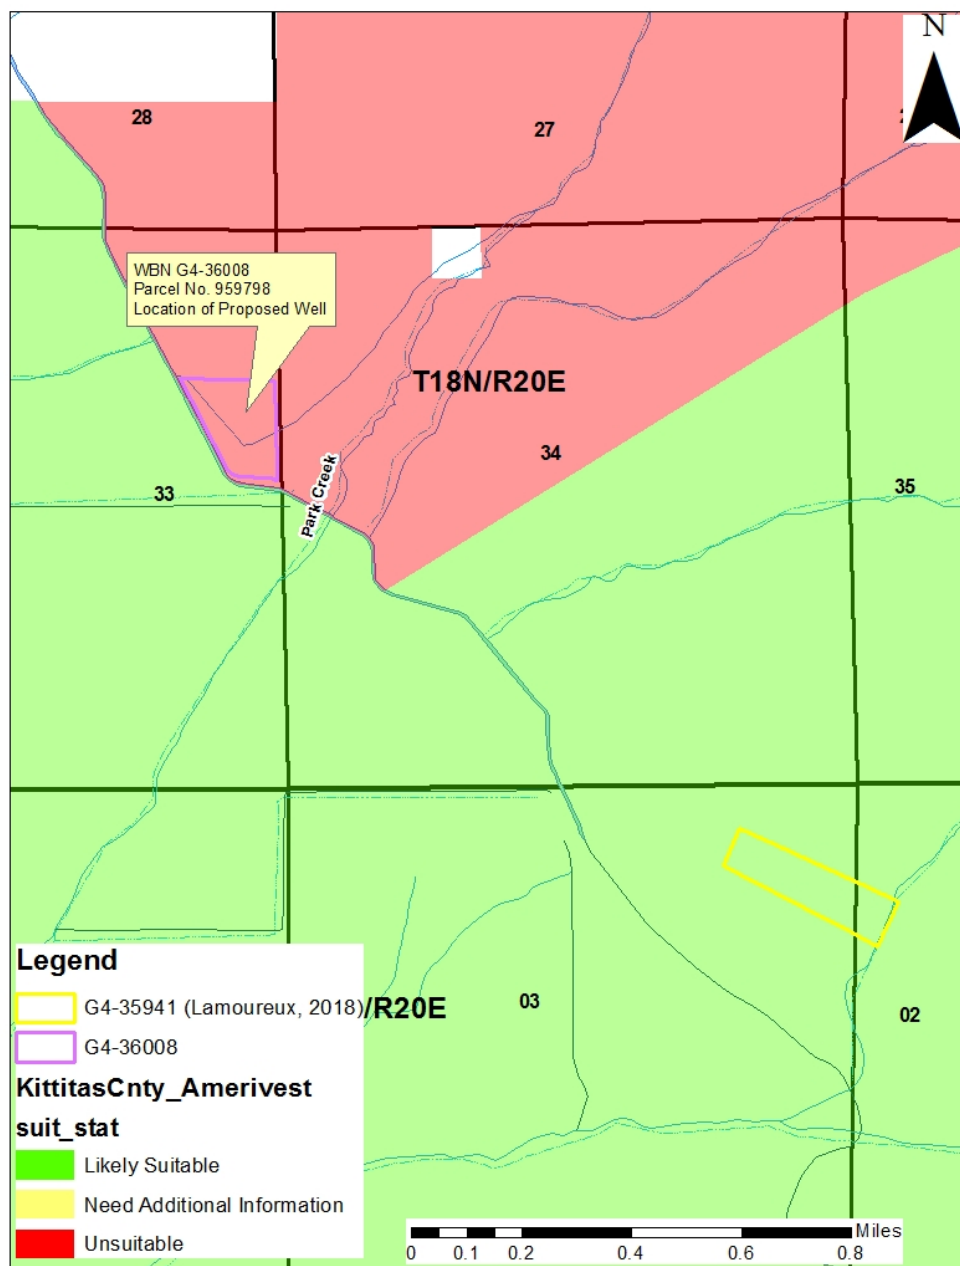 N
28
27
WBN G4-36008
Parcel No. 959798
Location of Proposed Well
T18N/R20E
34
33
35
Park Creek
Legend
G4-35941 (Lamoureux, 2018)
/R20E
03
02
G4-36008
KittitasCnty_Amerivest
suit_stat
Likely Suitable
Need Additional Information
Unsuitable
Miles
0 0.1 0.2 0.4 0.6 0.8